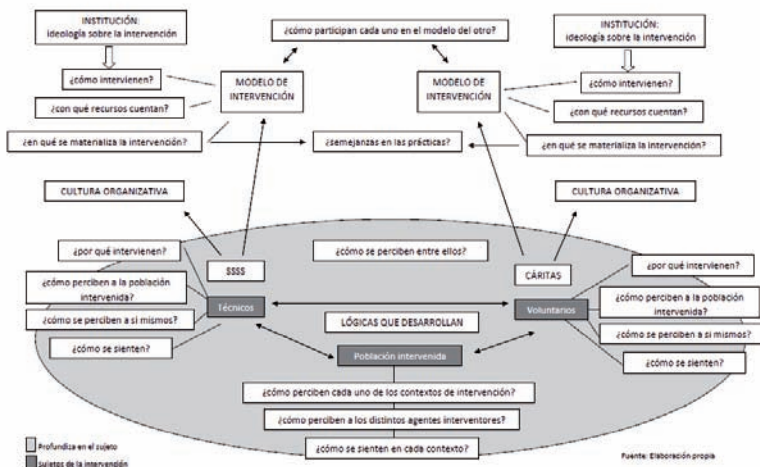 INSTITUCIÓN:
ideología sobre la intervención
¿cómo participan cada uno en el modelo del otro?
INSTITUCIÓN:
ideología sobre la intervención
¿cómo intervienen?
MODELO DE
INTERVENCIÓN
MODELO DE
INTERVENCIÓN
¿cómo intervienen?
¿con qué recursos cuentan?
¿con qué recursos cuentan?
¿en qué se materializa la intervención?
¿semejanzas en las prácticas?
¿en qué se materializa la intervención?
CULTURA ORGANIZATIVA
CULTURA ORGANIZATIVA
¿por qué intervienen?
¿cómo se perciben entre ellos?
¿por qué intervienen?
SSSS
CÁRITAS
¿cómo perciben a la población
intervenida?
Técnicos
Voluntarios
¿cómo perciben a la población
intervenida?
¿cómo se perciben a si mismos?
LÓGICAS QUE DESARROLLAN
¿cómo se perciben a si mismos?
¿cómo se sienten?
Población intervenida
¿cómo se sienten?
¿cómo perciben cada uno de los contextos de intervención?
¿cómo perciben a los distintos agentes interventores?
¿cómo se sienten en cada contexto?
Profundiza en el sujeto
Sujetos de la intervención
Fuente: Elaboración propia